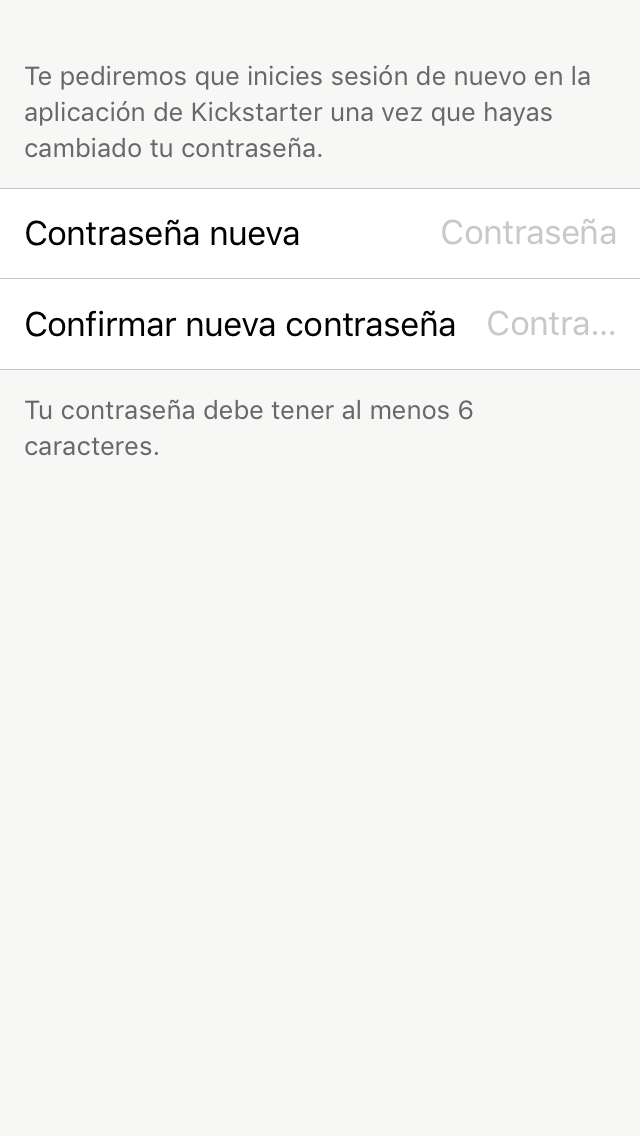 Te pediremos que inicies sesión de nuevo en la
aplicación de Kickstarter una vez que hayas
cambiado tu contraseña.
Contraseña nueva Contraseña
Confirmar nueva contraseña Contra...
Tu contraseña debe tener al menos 6
caracteres.